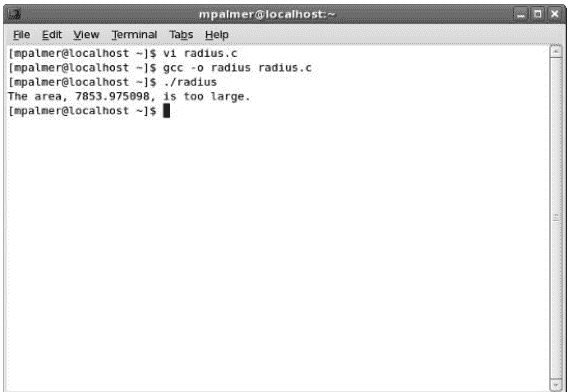 mpalmer@localhost:~
File Edit View Terminal Tabs Help
[mpalmer@localhost ~]$ vi radius.c
[mpalmer@localhost ~]$ gcc -o radius radius.c
[mpalmer@localhost ~]$ ./radius
The area, 7853.975098, is too large.
[mpalmer@localhost ~]$